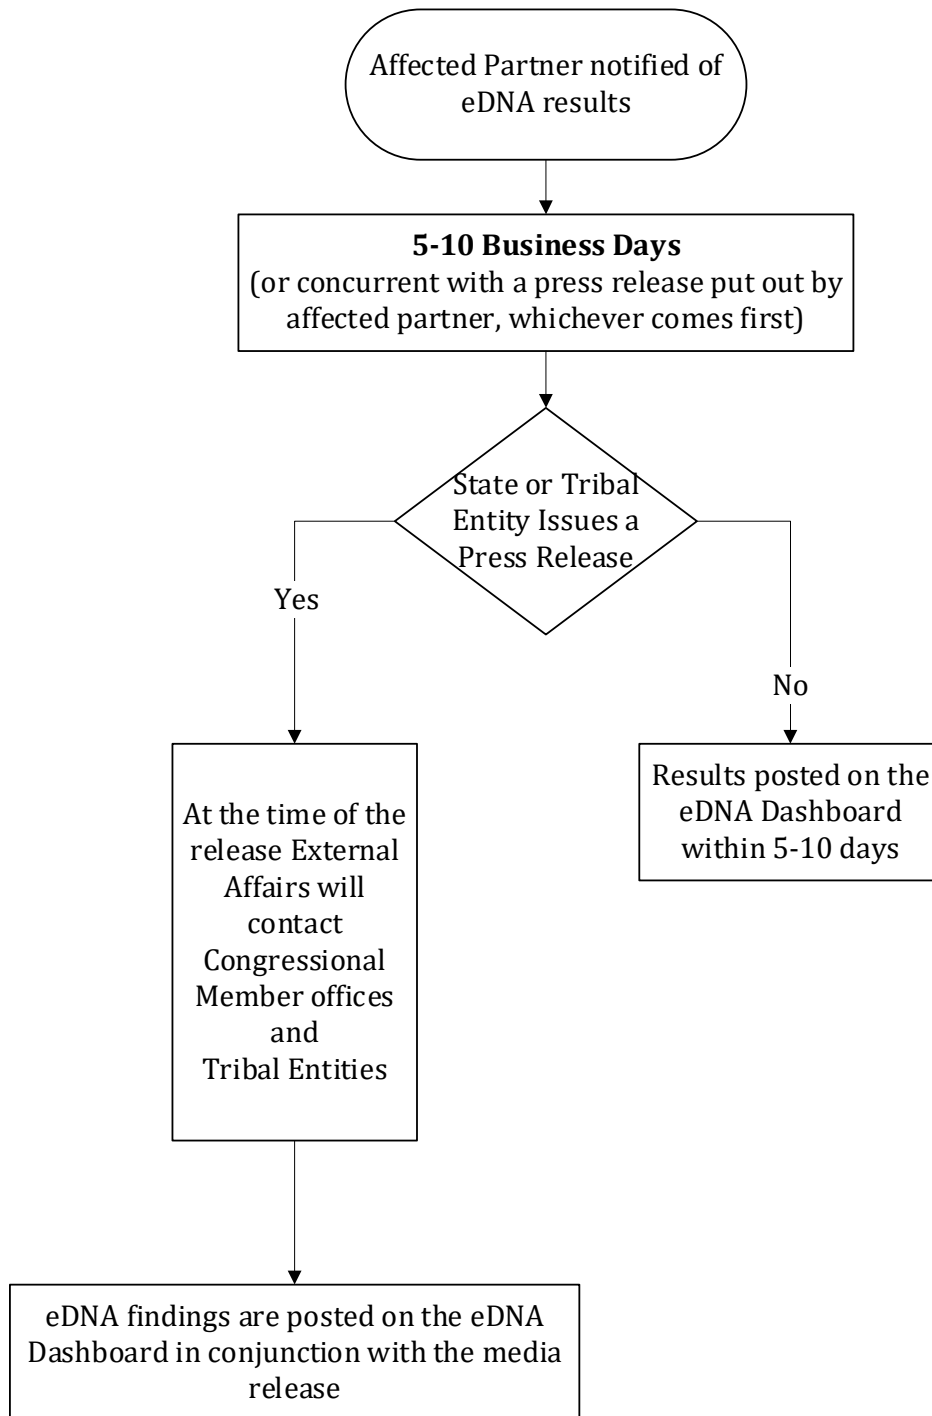 Affected Partner notified of
eDNA results
5-10 Business Days
(or concurrent with a press release put out by
affected partner, whichever comes first)
State or Tribal
Entity Issues a
Press Release
Yes
No
At the time of the
release External
Affairs will
contact
Congressional
Member offices
and
Tribal Entities
Results posted on the
eDNA Dashboard
within 5-10 days
eDNA findings are posted on the eDNA
Dashboard in conjunction with the media
release